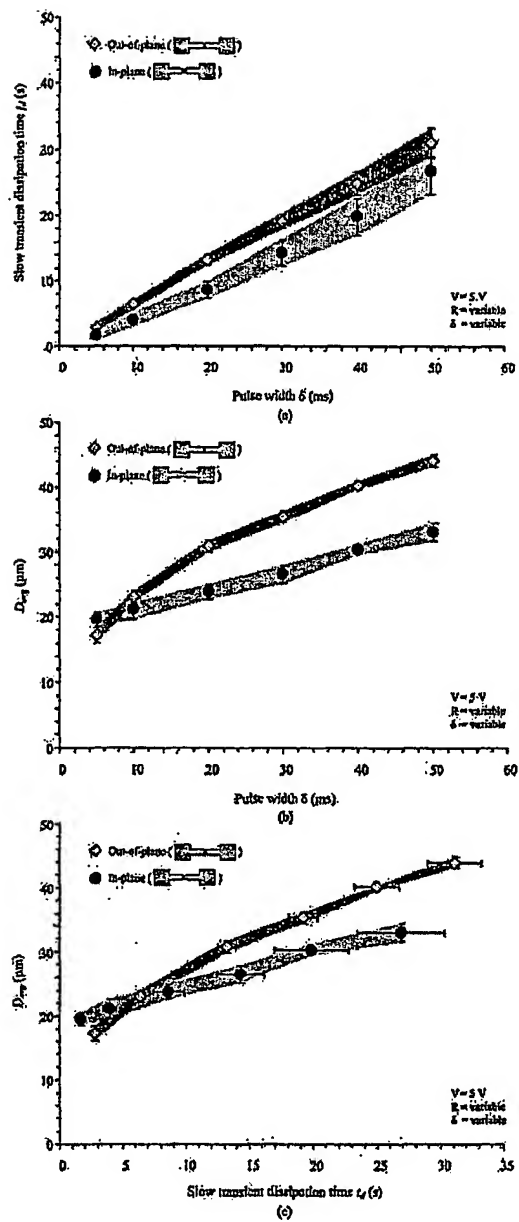 50
Out-of-plane ( )
In-plane ( )
40
30
20
10
0
Slow transient dissipation time t_d (s)
V = 5 V
R = variable
δ = variable
0 10 20 30 40 50 60
Pulse width δ (ms)
(a)
50
Out-of-plane ( )
In-plane ( )
40
30
20
10
0
(µm)
V = 5 V
R = variable
δ = variable
0 10 20 30 40 50 60
Pulse width δ (ms)
(b)
50
Out-of-plane ( )
In-plane ( )
40
30
20
10
0
(µm)
V = 5 V
R = variable
δ = variable
0 5 10 15 20 25 30 35
Slow transient dissipation time t_d (s)
(c)